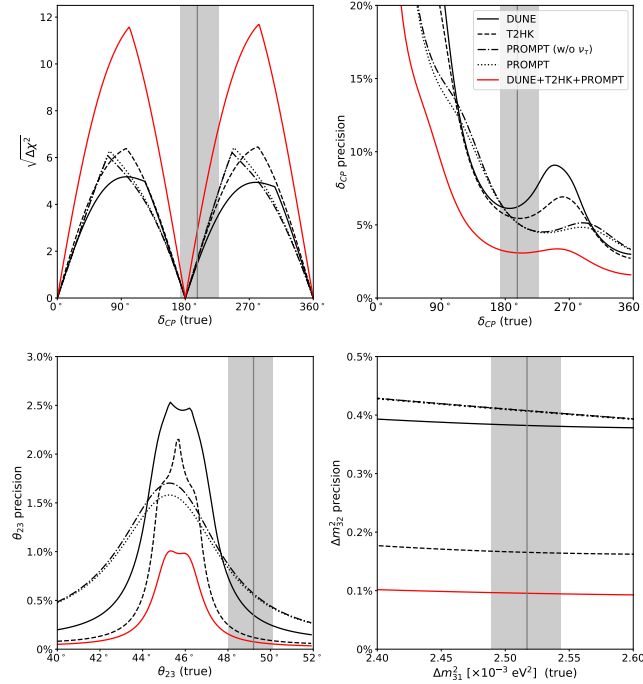 12
10
8
6
4
2
0
√Δχ²
0° 90° 180° 270° 360°
δCP (true)
20%
15%
10%
5%
0%
δCP precision
DUNE
T2HK
PROMPT (w/o ντ)
PROMPT
DUNE+T2HK+PROMPT
0° 90° 180° 270° 360°
δCP (true)
3.0%
2.5%
2.0%
1.5%
1.0%
0.5%
0%
θ23 precision
40° 42° 44° 46° 48° 50° 52°
θ23 (true)
0.5%
0.4%
0.3%
0.2%
0.1%
0%
Δm²32 precision
2.40 2.45 2.50 2.55 2.60
Δm²31 [×10⁻³ eV²] (true)